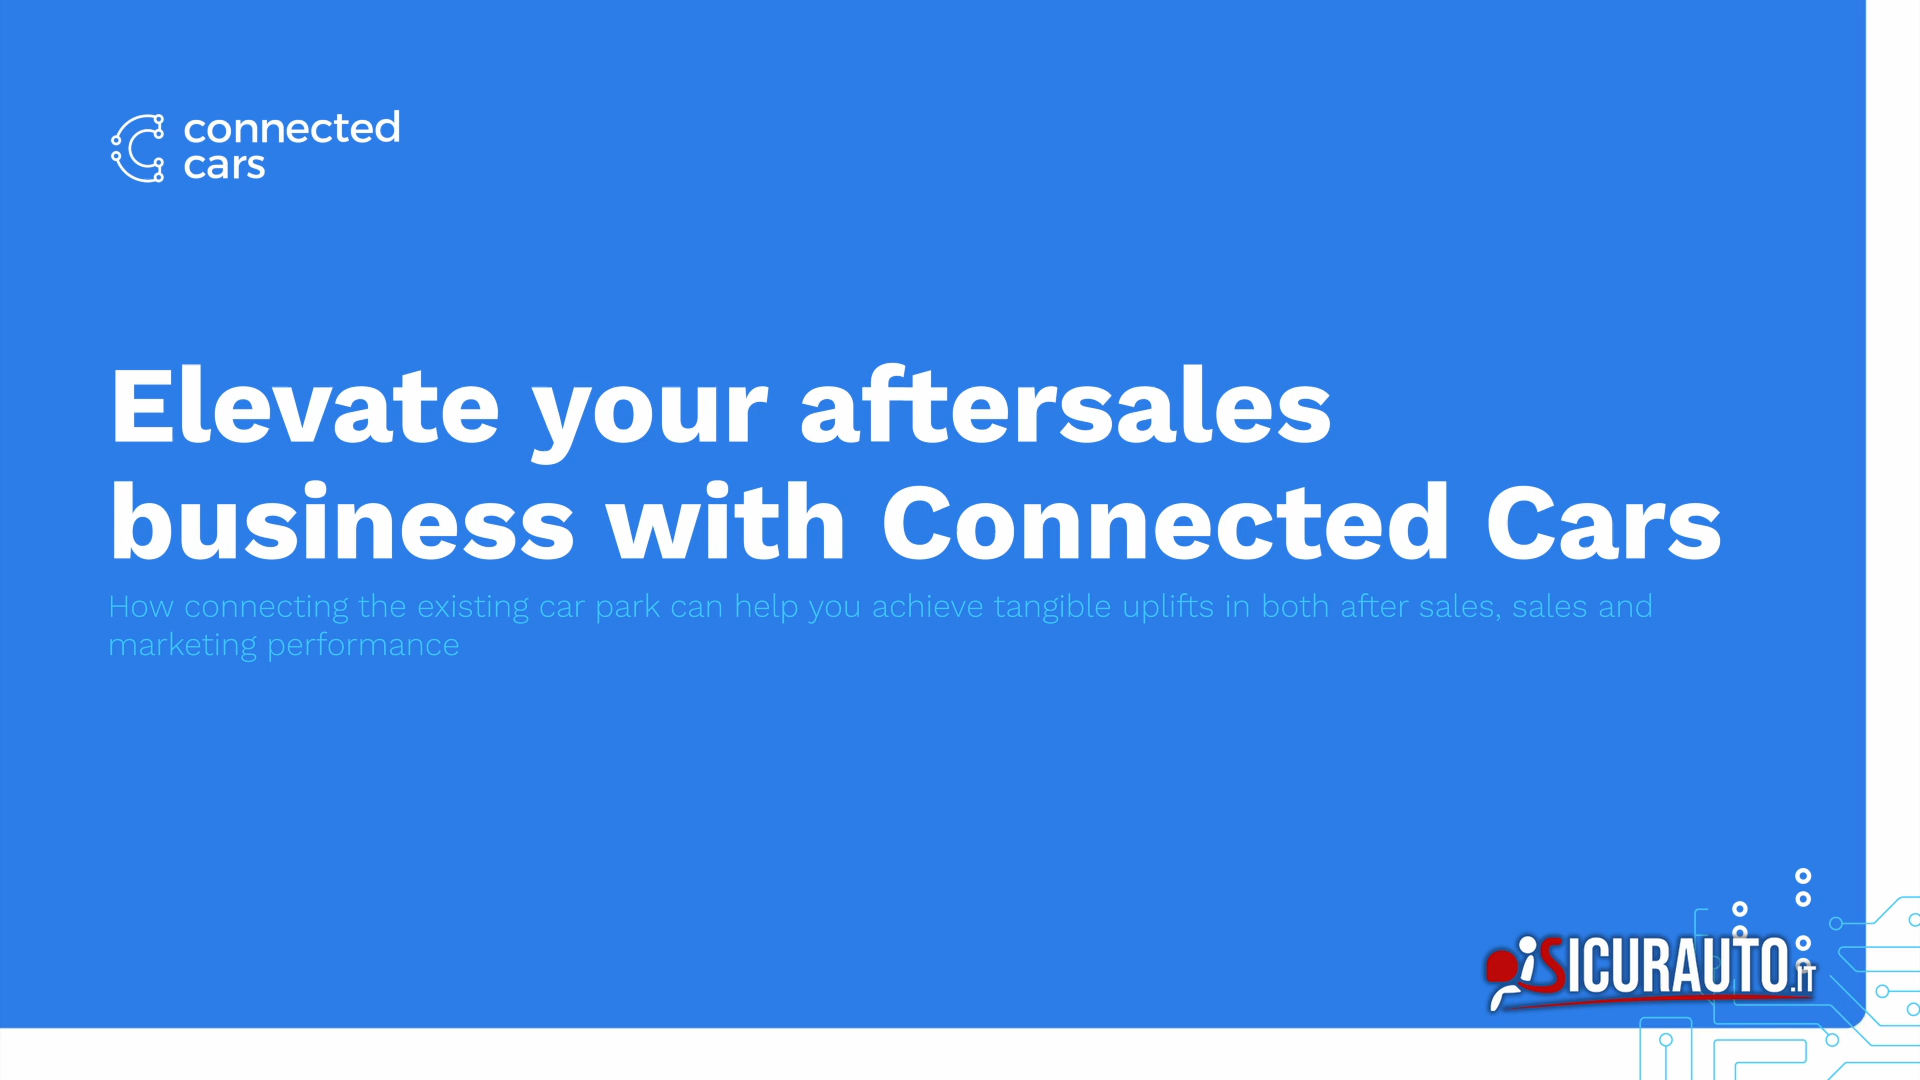 connected
cars
Elevate your aftersales
business with Connected Cars
How connecting the existing car park can help you achieve tangible uplifts in both after sales, sales and
marketing performance
SICURAUTO.IT